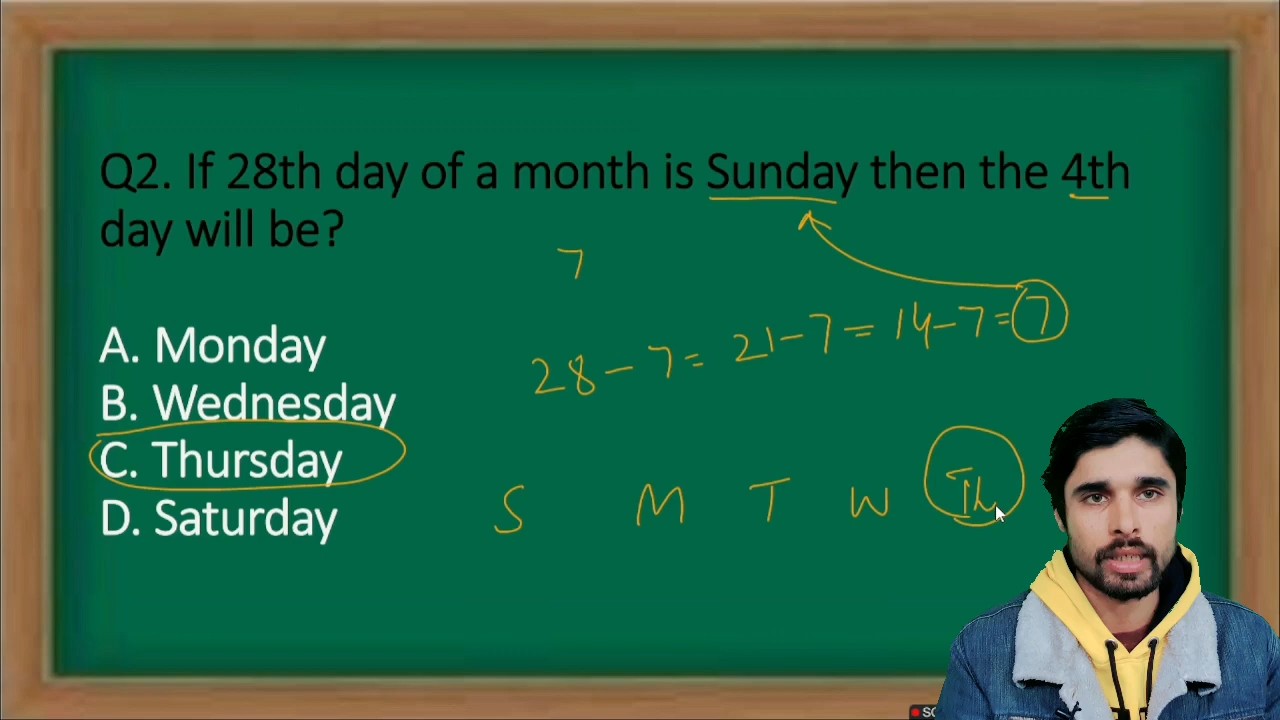 Q2. If 28th day of a month is Sunday then the 4th
day will be?
7
28 - 7 = 21 - 7 = 14 - 7 = 7
A. Monday
B. Wednesday
C. Thursday
D. Saturday
S M T W Th